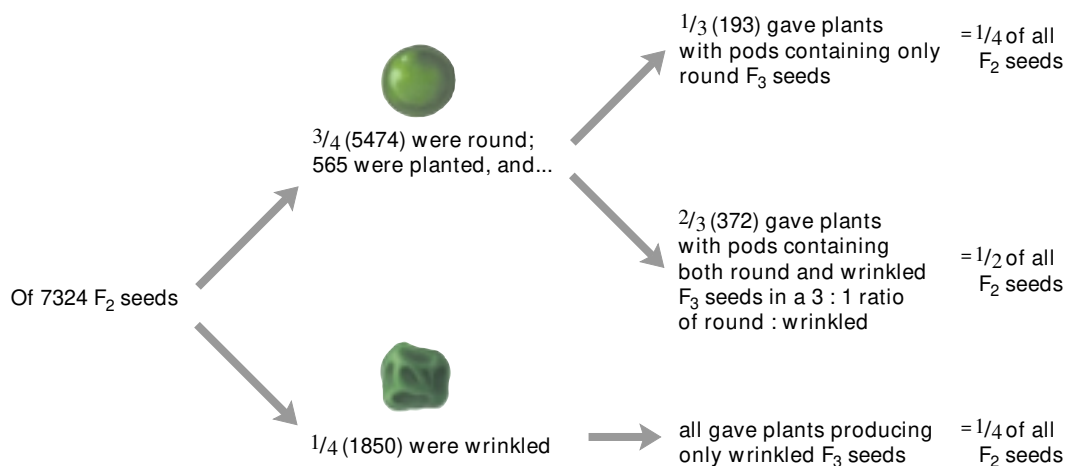 Of 7324 F₂ seeds
3/4 (5474) were round;
565 were planted, and...
1/3 (193) gave plants
with pods containing only
round F₃ seeds
= 1/4 of all
F₂ seeds
2/3 (372) gave plants
with pods containing
both round and wrinkled
F₃ seeds in a 3 : 1 ratio
of round : wrinkled
= 1/2 of all
F₂ seeds
1/4 (1850) were wrinkled
all gave plants producing
only wrinkled F₃ seeds
= 1/4 of all
F₂ seeds